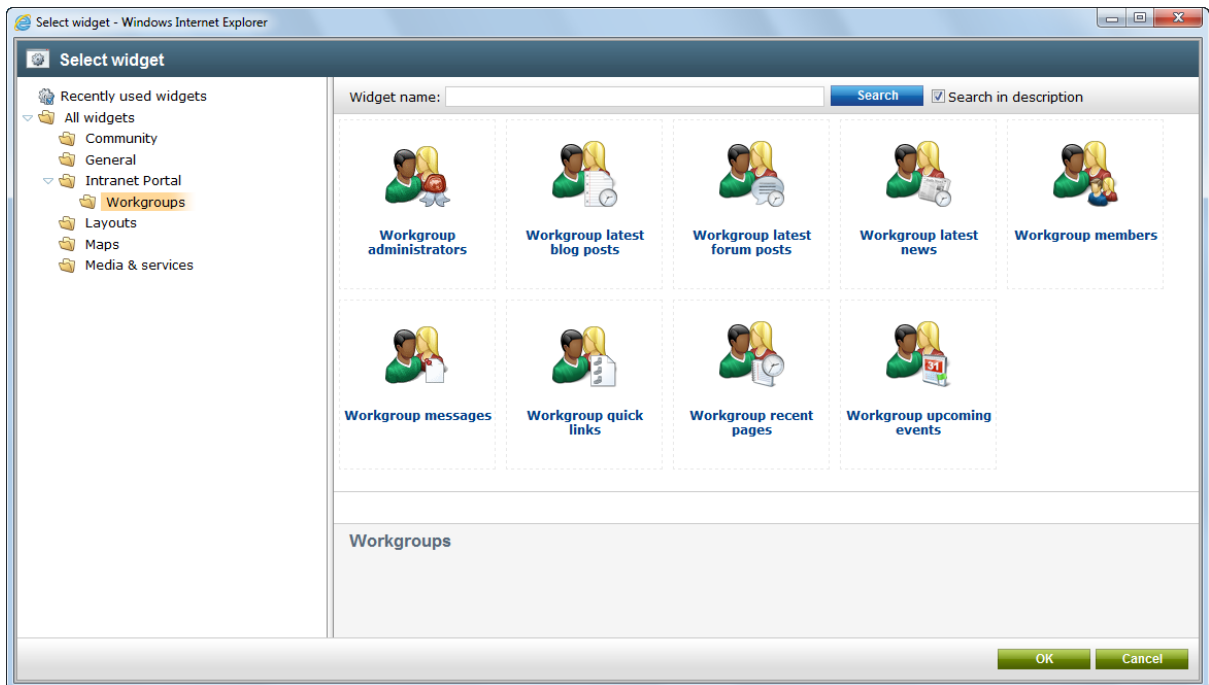 Select widget - Windows Internet Explorer
Select widget
Recently used widgets
All widgets
Community
General
Intranet Portal
Workgroups
Layouts
Maps
Media & services
Widget name:
Search
Search in description
Workgroup
administrators
Workgroup latest
blog posts
Workgroup latest
forum posts
Workgroup latest
news
Workgroup members
Workgroup messages
Workgroup quick
links
Workgroup recent
pages
31
Workgroup upcoming
events
Workgroups
OK
Cancel